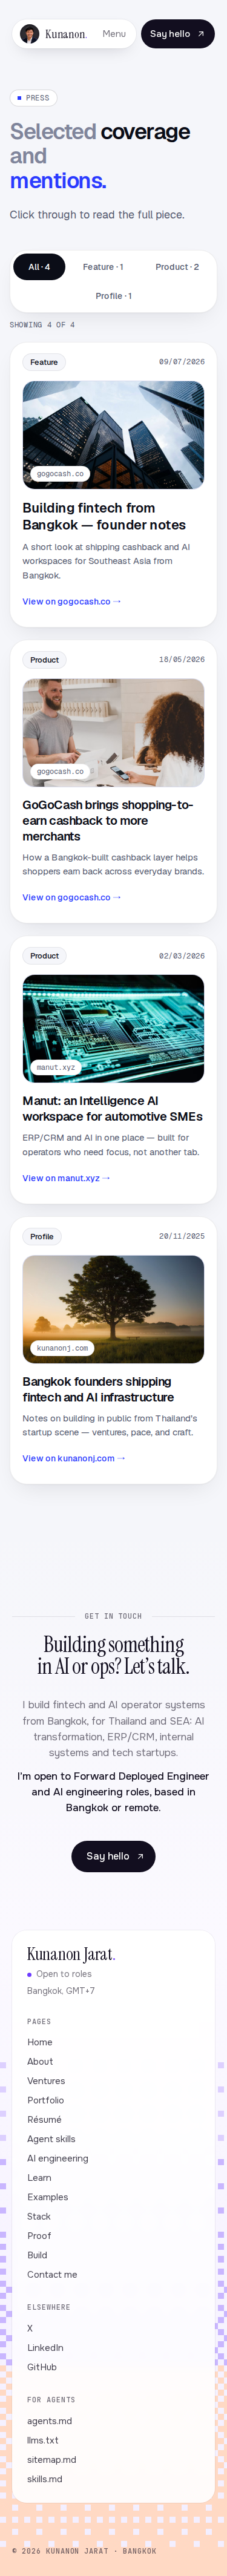 Kunanon.
Menu
Say hello ↗
PRESS
Selected coverage
and
mentions.
Click through to read the full piece.
All · 4
Feature · 1
Product · 2
Profile · 1
SHOWING 4 OF 4
Feature
09/07/2026
gogocash.co
Building fintech from
Bangkok — founder notes
A short look at shipping cashback and AI
workspaces for Southeast Asia from
Bangkok.
View on gogocash.co →
Product
18/05/2026
gogocash.co
GoGoCash brings shopping-to-
earn cashback to more
merchants
How a Bangkok-built cashback layer helps
shoppers earn back across everyday brands.
View on gogocash.co →
Product
02/03/2026
manut.xyz
Manut: an Intelligence AI
workspace for automotive SMEs
ERP/CRM and AI in one place — built for
operators who need focus, not another tab.
View on manut.xyz →
Profile
20/11/2025
kunanonj.com
Bangkok founders shipping
fintech and AI infrastructure
Notes on building in public from Thailand's
startup scene — ventures, pace, and craft.
View on kunanonj.com →
GET IN TOUCH
Building something
in AI or ops? Let's talk.
I build fintech and AI operator systems
from Bangkok, for Thailand and SEA: AI
transformation, ERP/CRM, internal
systems and tech startups.
I'm open to Forward Deployed Engineer
and AI engineering roles, based in
Bangkok or remote.
Say hello ↗
Kunanon Jarat.
Open to roles
Bangkok, GMT+7
PAGES
Home
About
Ventures
Portfolio
Résumé
Agent skills
AI engineering
Learn
Examples
Stack
Proof
Build
Contact me
ELSEWHERE
X
LinkedIn
GitHub
FOR AGENTS
agents.md
llms.txt
sitemap.md
skills.md
© 2026 KUNANON JARAT · BANGKOK